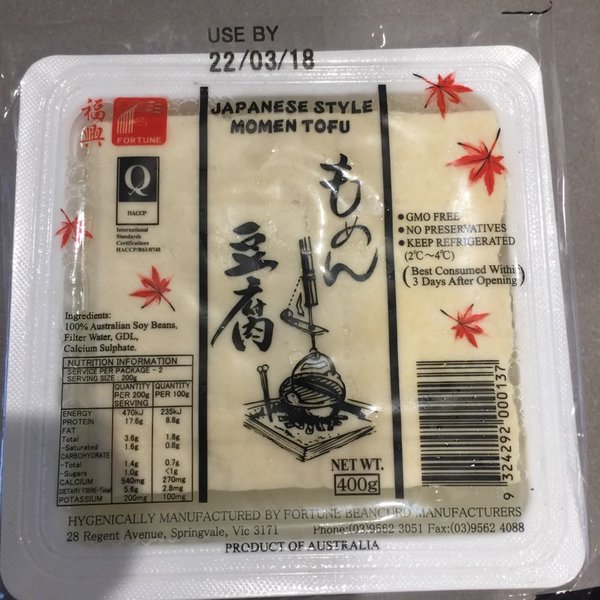 USE BY
22/03/18
JAPANESE STYLE
MOMEN TOFU
福興
FORTUNE
Q
HACCP
International
Standards
Certifications
HACCP/R61/0748
もめん
豆腐
• GMO FREE
• NO PRESERVATIVES
• KEEP REFRIGERATED
(2°C～4°C)
(Best Consumed Withi
3 Days After Opening)
Ingredients:
100% Australian Soy Beans,
Filter Water, GDL,
Calcium Sulphate.
NUTRITION INFORMATION
SERVICE PER PACKAGE - 2
SERVING SIZE: 200g
QUANTITY PER 200g SERVING QUANTITY PER 100g
ENERGY 470kJ 235kJ
PROTEIN 17.6g 8.8g
FAT
Total 3.6g 1.8g
-Saturated 1.6g 0.8g
CARBOHYDRATE
-Total 1.4g 0.7g
-Sugars 1.0g <1g
CALCIUM 540mg 270mg
DIETARY FIBRE-Total 5.6g 2.8mg
POTASSIUM 200mg 100mg
NET WT.
400g
9 324292 000137
HYGENICALLY MANUFACTURED BY FORTUNE BEANCURD MANUFACTURERS
28 Regent Avenue, Springvale, Vic 3171 Phone:(03)9562 3051 Fax:(03)9562 4088
PRODUCT OF AUSTRALIA